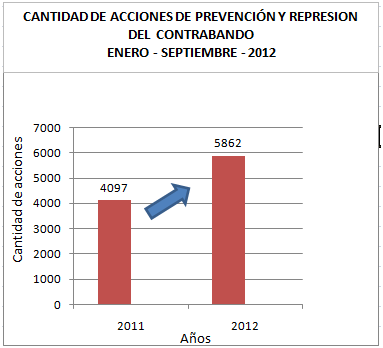 CANTIDAD DE ACCIONES DE PREVENCIÓN Y REPRESION
DEL CONTRABANDO
ENERO - SEPTIEMBRE - 2012
Cantidad de acciones
7000
6000
5000
4000
3000
2000
1000
0
4097
5862
2011
2012
Años